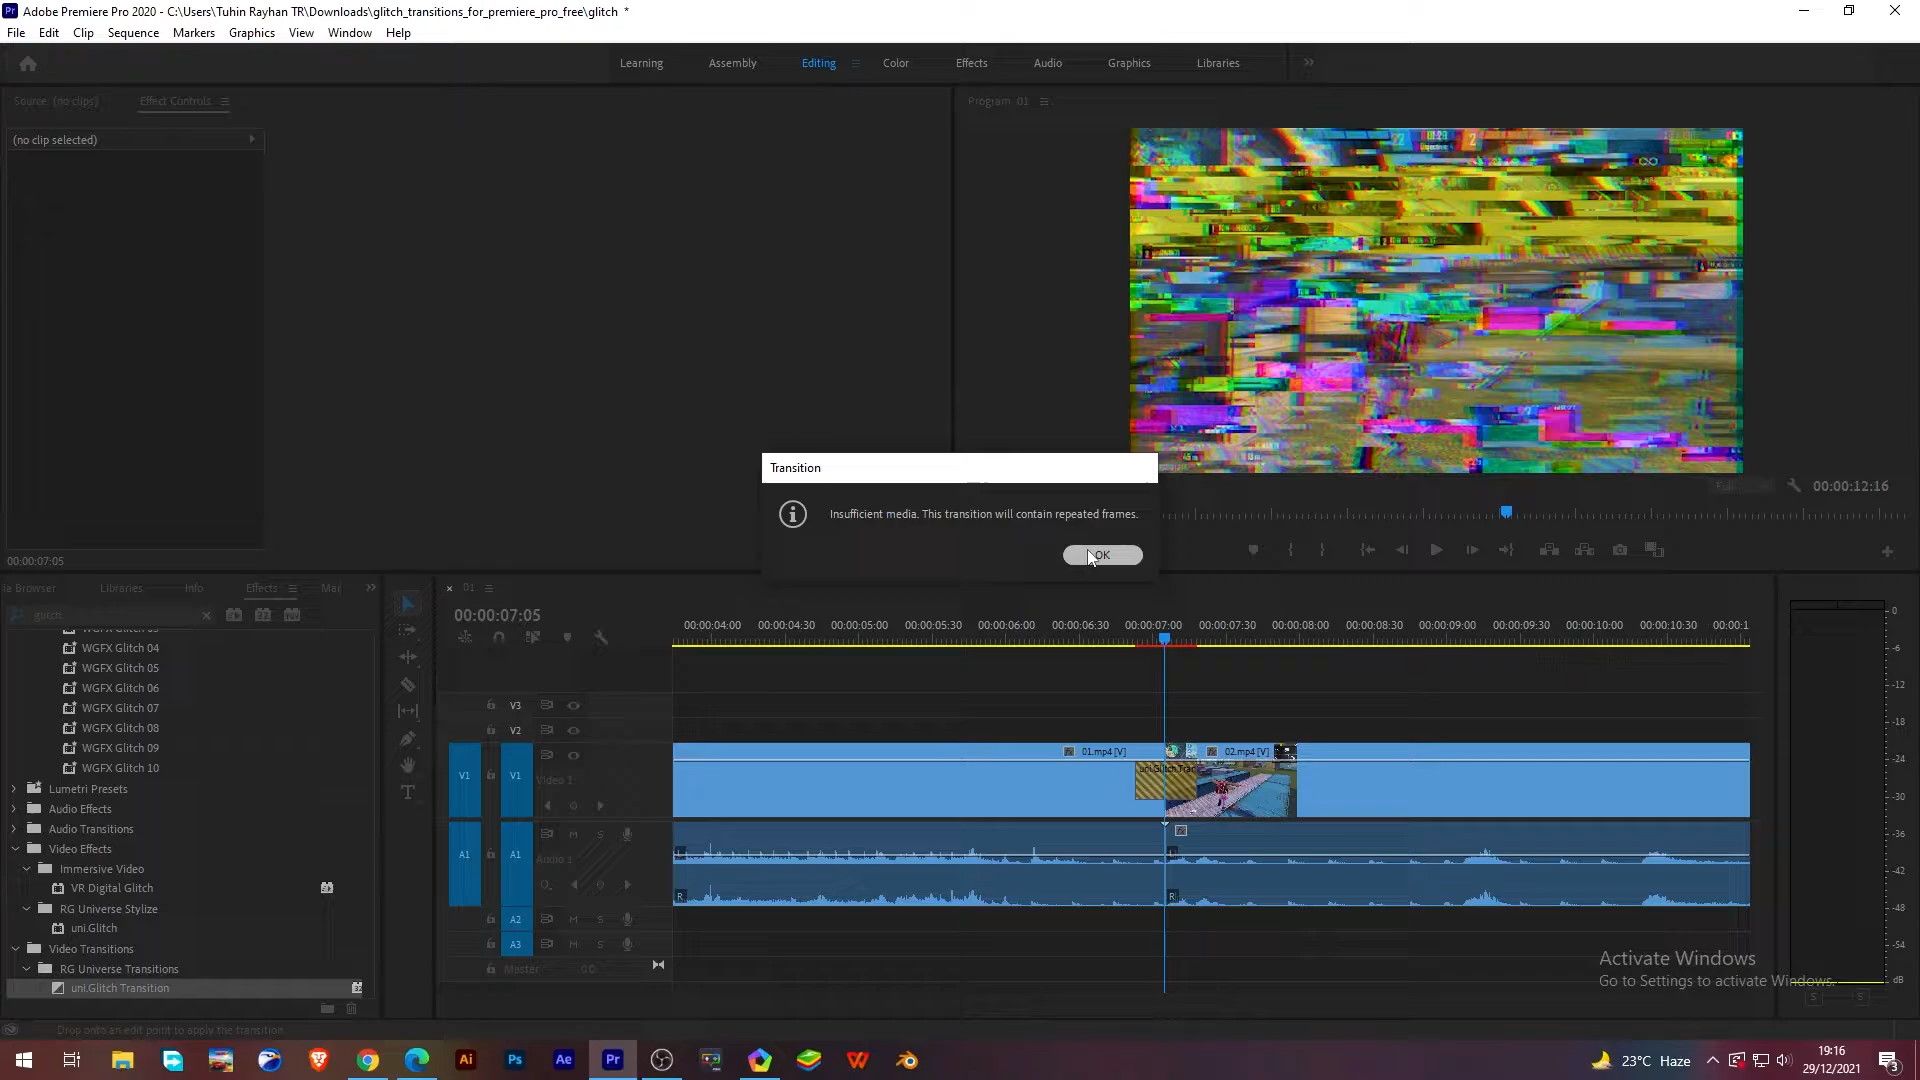 Adobe Premiere Pro 2020 - C:\Users\Tuhin Rayhan TR\Downloads\glitch_transitions_for_premiere_pro_free\glitch *
File Edit Clip Sequence Markers Graphics View Window Help
Learning Assembly Editing Color Effects Audio Graphics Libraries
Source: (no clips) Effect Controls
Program: 01
(no clip selected)
Full
00:00:12:16
Transition
Insufficient media. This transition will contain repeated frames.
OK
00:00:07:05
ia Browser Libraries Info Effects Mar
01
glitch
00:00:07:05
00:00:04:00 00:00:04:30 00:00:05:00 00:00:05:30 00:00:06:00 00:00:06:30 00:00:07:00 00:00:07:30 00:00:08:00 00:00:08:30 00:00:09:00 00:00:09:30 00:00:10:00 00:00:10:30 00:00:1
WGFX Glitch 04
WGFX Glitch 05
WGFX Glitch 06
WGFX Glitch 07
WGFX Glitch 08
WGFX Glitch 09
WGFX Glitch 10
Lumetri Presets
Audio Effects
Audio Transitions
Video Effects
Immersive Video
VR Digital Glitch
RG Universe Stylize
uni.Glitch
Video Transitions
RG Universe Transitions
uni.Glitch Transition
Drop onto an edit point to apply the transition.
V3
V2
V1 V1 Video 1
01.mp4 [V] 02.mp4 [V]
uni.Glitch Tran
A1 A1 Audio 1
M S
L L
R R
A2 M S
A3 M S
Master 0.0
0
-6
-12
-18
-24
-30
-36
-42
-48
-54
dB
S S
Activate Windows
Go to Settings to activate Windows.
Ai Ps Ae Pr
23°C Haze
19:16
29/12/2021
3